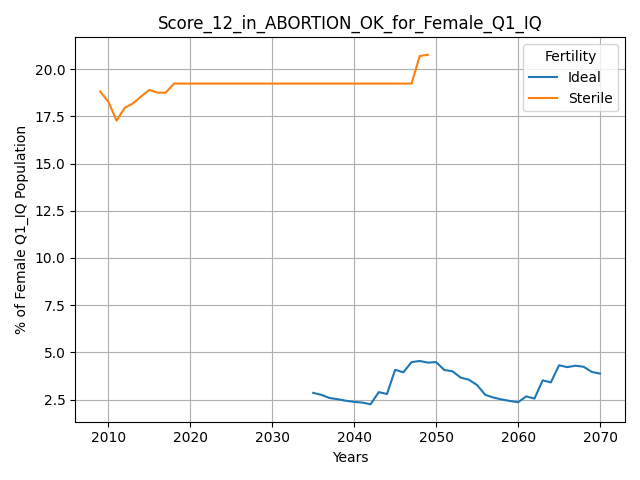 Score_12_in_ABORTION_OK_for_Female_Q1_IQ
Fertility
Ideal
Sterile
% of Female Q1_IQ Population
20.0
17.5
15.0
12.5
10.0
7.5
5.0
2.5
2010 2020 2030 2040 2050 2060 2070
Years